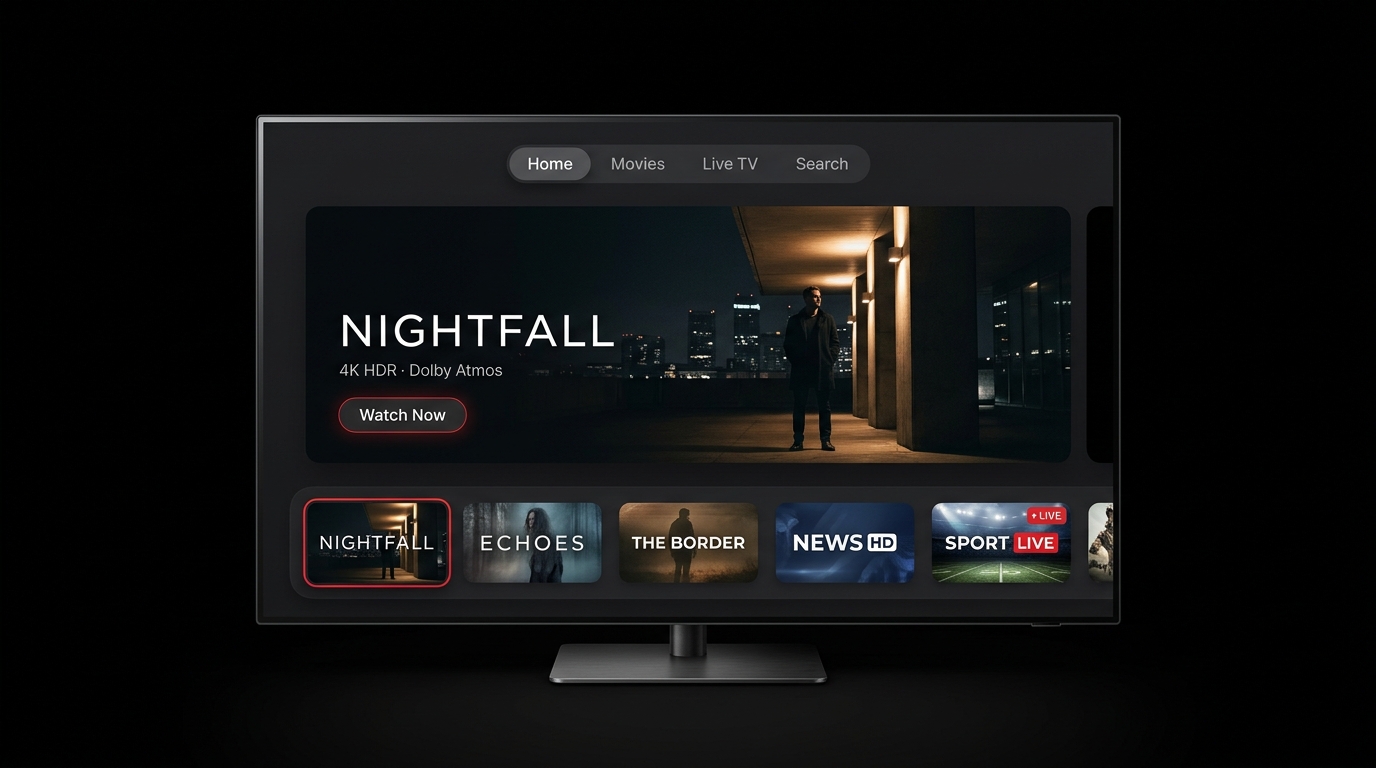 Home Movies Live TV Search
NIGHTFALL
4K HDR · Dolby Atmos
Watch Now
NIGHTFALL
ECHOES
THE BORDER
NEWS HD
+ LIVE
SPORT LIVE